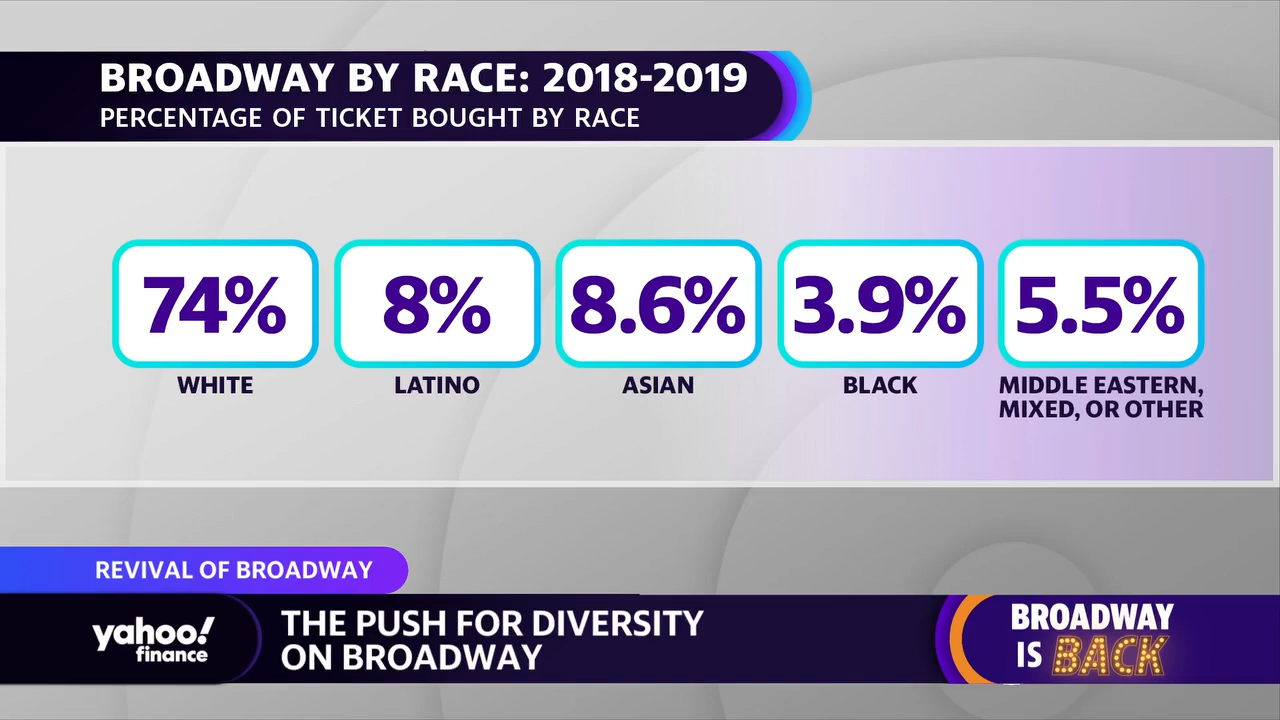 BROADWAY BY RACE: 2018-2019
PERCENTAGE OF TICKET BOUGHT BY RACE
74%
WHITE
8%
LATINO
8.6%
ASIAN
3.9%
BLACK
5.5%
MIDDLE EASTERN,
MIXED, OR OTHER
REVIVAL OF BROADWAY
yahoo!
finance
THE PUSH FOR DIVERSITY
ON BROADWAY
BROADWAY
IS BACK